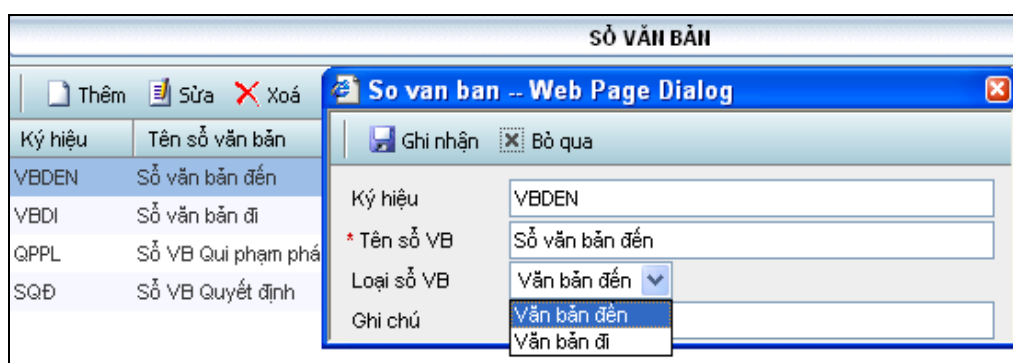 SỔ VĂN BẢN
Thêm Sửa Xoá
Ký hiệu Tên sổ văn bản
VBDEN Sổ văn bản đến
VBDI Sổ văn bản đi
QPPL Sổ VB Qui phạm phá
SQĐ Sổ VB Quyết định
So van ban -- Web Page Dialog
Ghi nhận Bỏ qua
Ký hiệu VBDEN
* Tên sổ VB Sổ văn bản đến
Loại sổ VB Văn bản đến
Ghi chú
Văn bản đến
Văn bản đi